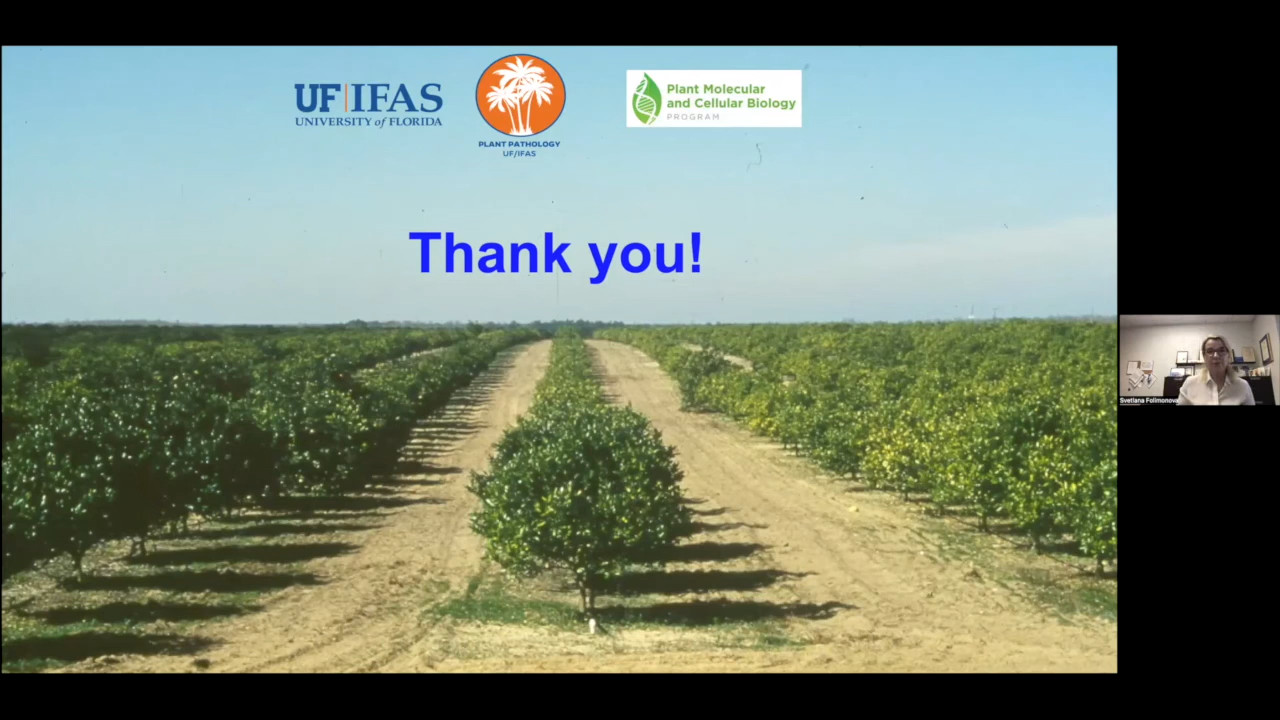 UF|IFAS
UNIVERSITY of FLORIDA
PLANT PATHOLOGY
UF/IFAS
Plant Molecular
and Cellular Biology
PROGRAM
Thank you!
Svetlana Folimonova